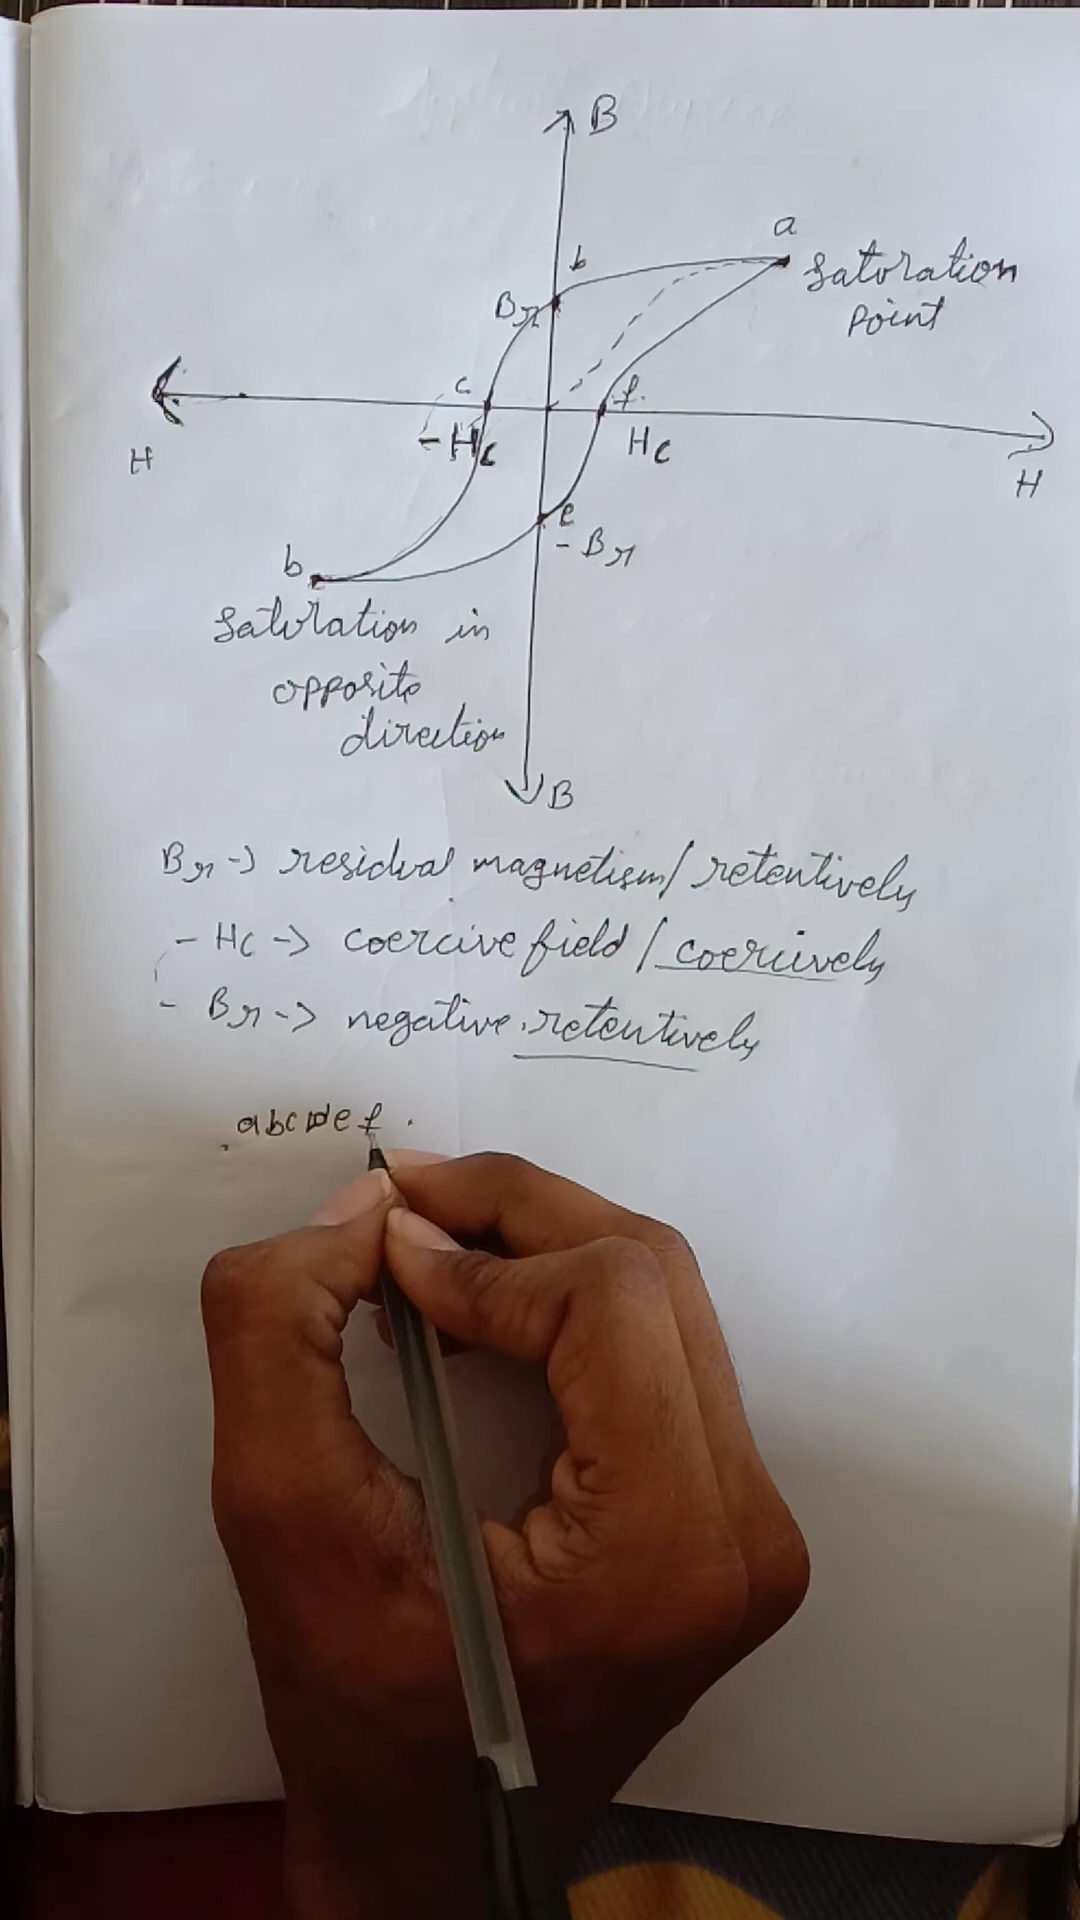 B
a
b
saturation
point
Br
c
f
- Hc
Hc
H
H
e
- Br
b
saturation in
opposite
direction
B
Br → residual magnetism/ retentively
- Hc → coercive field / coercively
- Br → negative retentively
abcdef